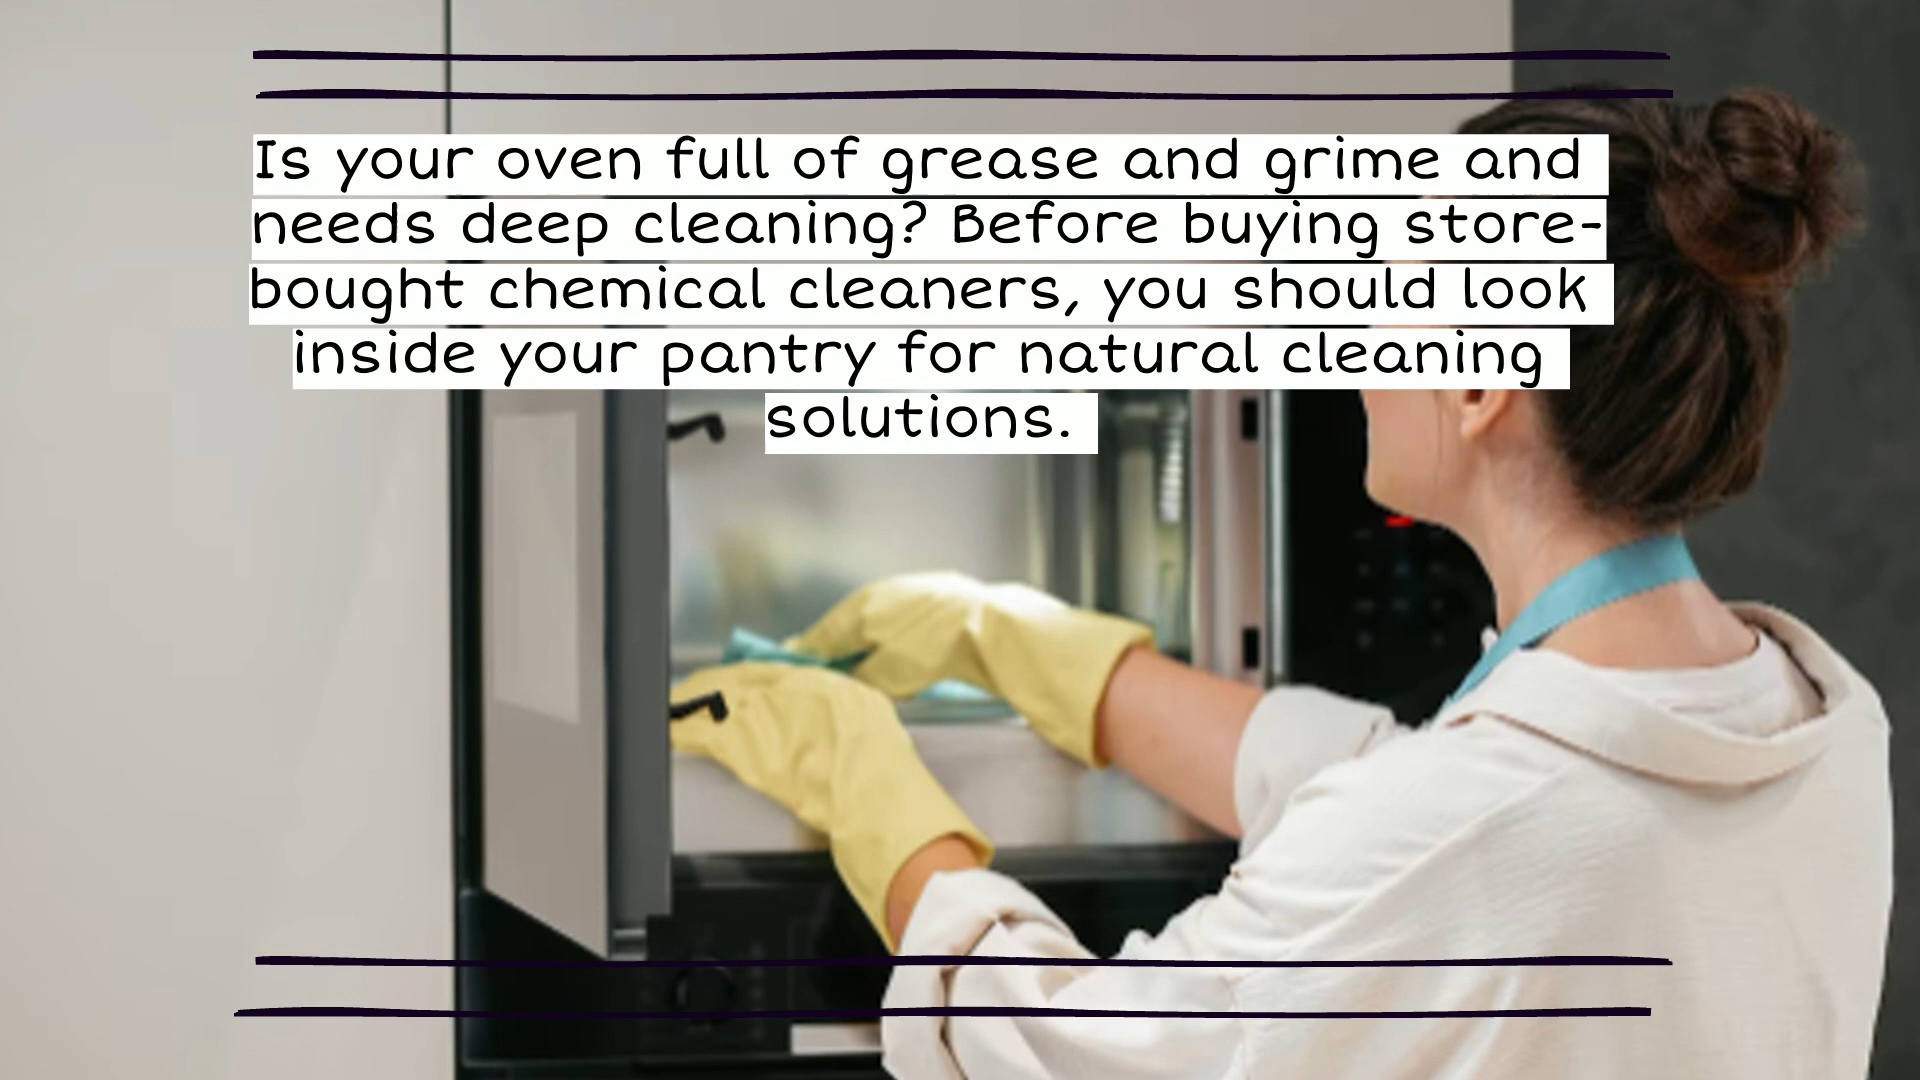 Is your oven full of grease and grime and
needs deep cleaning? Before buying store-
bought chemical cleaners, you should look
inside your pantry for natural cleaning
solutions.